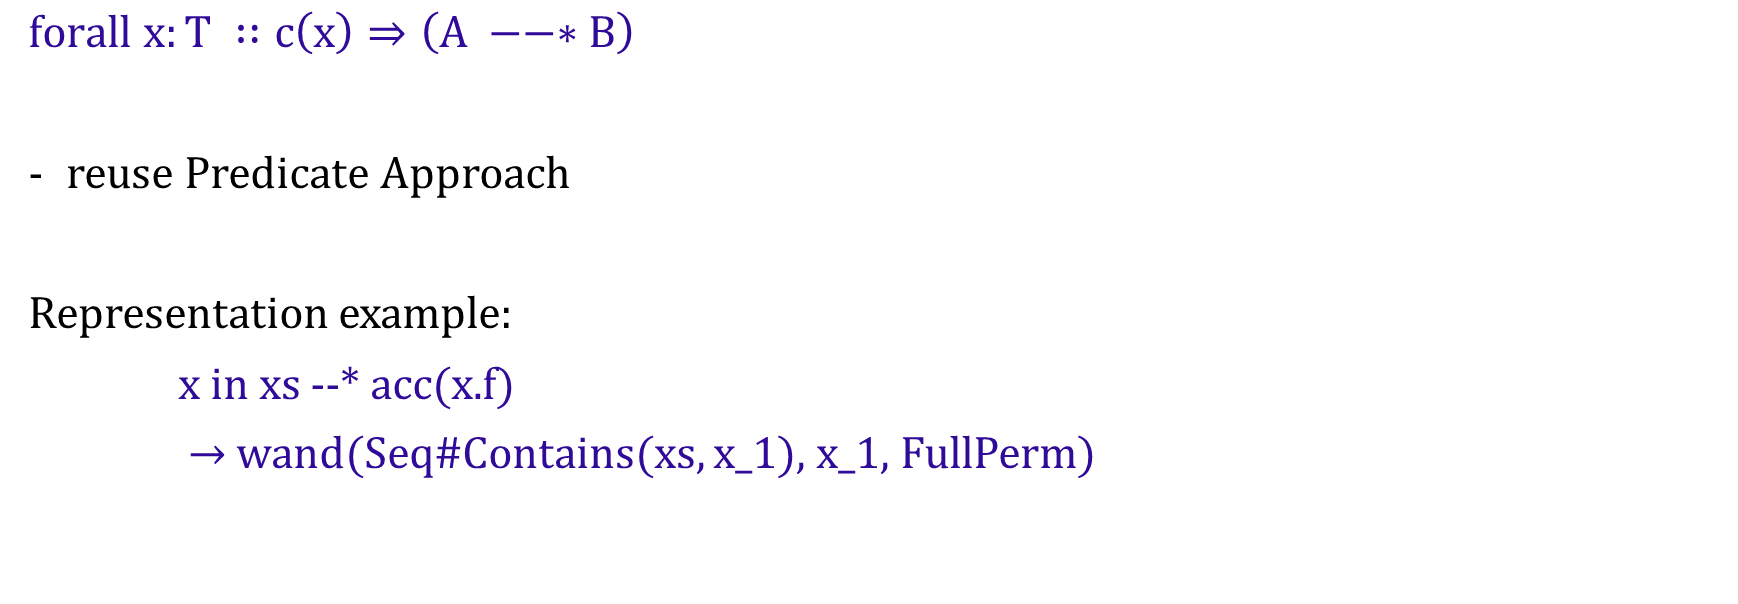 forall x: T :: c(x) ⇒ (A −−∗ B)
- reuse Predicate Approach
Representation example:
x in xs --* acc(x.f)
→ wand(Seq#Contains(xs, x_1), x_1, FullPerm)